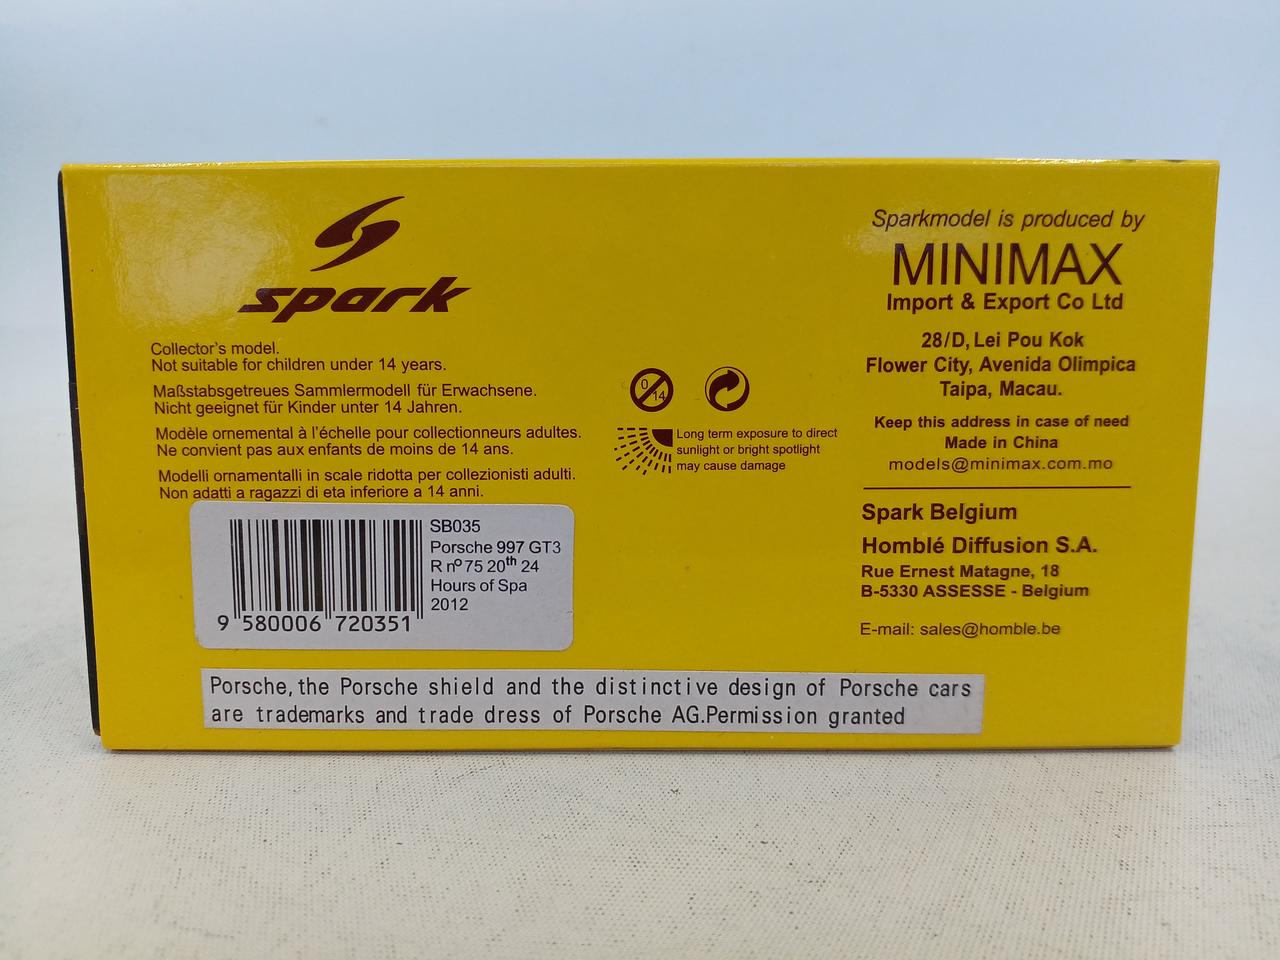 spark
Collector's model.
Not suitable for children under 14 years.
Maßstabsgetreues Sammlermodell für Erwachsene.
Nicht geeignet für Kinder unter 14 Jahren.
Modèle ornemental à l'échelle pour collectionneurs adultes.
Ne convient pas aux enfants de moins de 14 ans.
Modelli ornamentalli in scale ridotta per collezionisti adulti.
Non adatti a ragazzi di eta inferiore a 14 anni.
SB035
Porsche 997 GT3
R nº 75 20th 24
Hours of Spa
2012
9 580006 720351
0
14
Long term exposure to direct
sunlight or bright spotlight
may cause damage
Sparkmodel is produced by
MINIMAX
Import & Export Co Ltd
28/D, Lei Pou Kok
Flower City, Avenida Olimpica
Taipa, Macau.
Keep this address in case of need
Made in China
models@minimax.com.mo
Spark Belgium
Homblé Diffusion S.A.
Rue Ernest Matagne, 18
B-5330 ASSESSE - Belgium
E-mail: sales@homble.be
Porsche, the Porsche shield and the distinctive design of Porsche cars
are trademarks and trade dress of Porsche AG.Permission granted